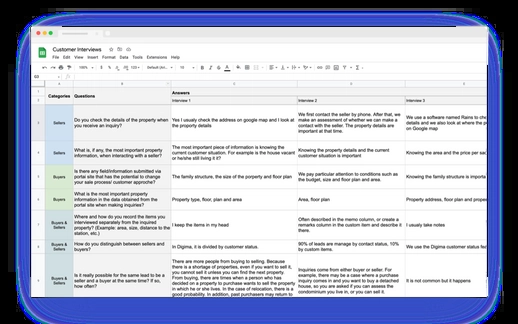 Customer Interviews
File Edit View Insert Format Data Tools Extensions Help
100%
G3
Categories Questions Answers
Interview 1 Interview 2 Interview 3
Sellers
Do you check the details of the property when
you receive an inquiry?
Yes I usually check the address on google map and I look at
the property details
We first contact the seller by phone. After that, we
make an assessment of whether we can make a
contact with the seller. The property details are
important at that time.
We use a software named Rains to che
details and we also look at where the p
on Google map
Sellers
What is, if any, the most important property
information, when interacting with a seller?
The most important piece of information is knowing the
current customer situation. For example is the house vacant
or he/she still living it it?
Knowing the property details and the current
customer situation is important
Knowing the area and the price per sq
Buyers
Is there any field/information submitted via
portal site that has the potential to change
your sale process/ customer approche?
The family structure, the size of the porperty and floor plan
We pay particular attention to conditions such as
the budget, size and floor plan and area.
Knowing the family structure is importa
Buyers
What is the most important property
information in the data obtained from the
portal site when making inquiries?
Property type, floor plan, and area
Area, floor plan
Property address, floor plan and proper
Buyers &
Sellers
Where and how do you record the items you
interviewed separately from the inquired
property? (Example: area, size, distance to the
station, etc.)
I keep the items in my head
Often described in the memo column, or create a
remarks column in the custom item and describe it
there.
I usually take notes
Buyers &
Sellers
How do you distinguish between sellers and
buyers?
In Digima, it is divided by customer status.
90% of leads are manage by contact status, 10%
by custom items.
We use the Digima customer status fea
Buyers &
Sellers
Is it really possible for the same lead to be
a seller and a buyer at the same time? If so,
how often?
There are more people from buying to selling. Because
there is a shortage of properties, even if you want to sell it,
you cannot sell it unless you can find the next property.
From buying, there are times when a person who has
decided on a property to purchase wants to sell the property
in which he or she lives. In the case of relocation, there is a
good probability. In addition, past purchasers may return to
Inquiries come from either buyer or seller. For
example, there may be a case where a purchase
inquiry comes in and you want to buy a detached
house, so you are asked if you can assess the
condominium you live in, or you can sell it.
It is not common but it happens